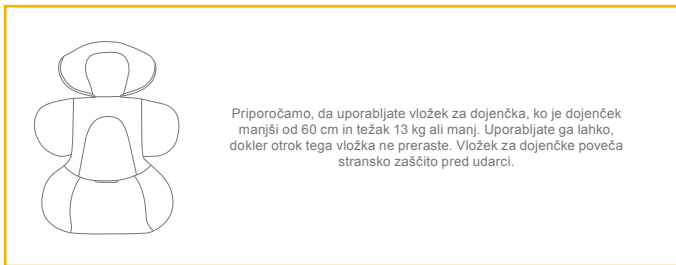 Priporočamo, da uporabljate vložek za dojenčka, ko je dojenček
manjši od 60 cm in težak 13 kg ali manj. Uporabljate ga lahko,
dokler otrok tega vložka ne preraste. Vložek za dojenčke poveča
stransko zaščito pred udarci.